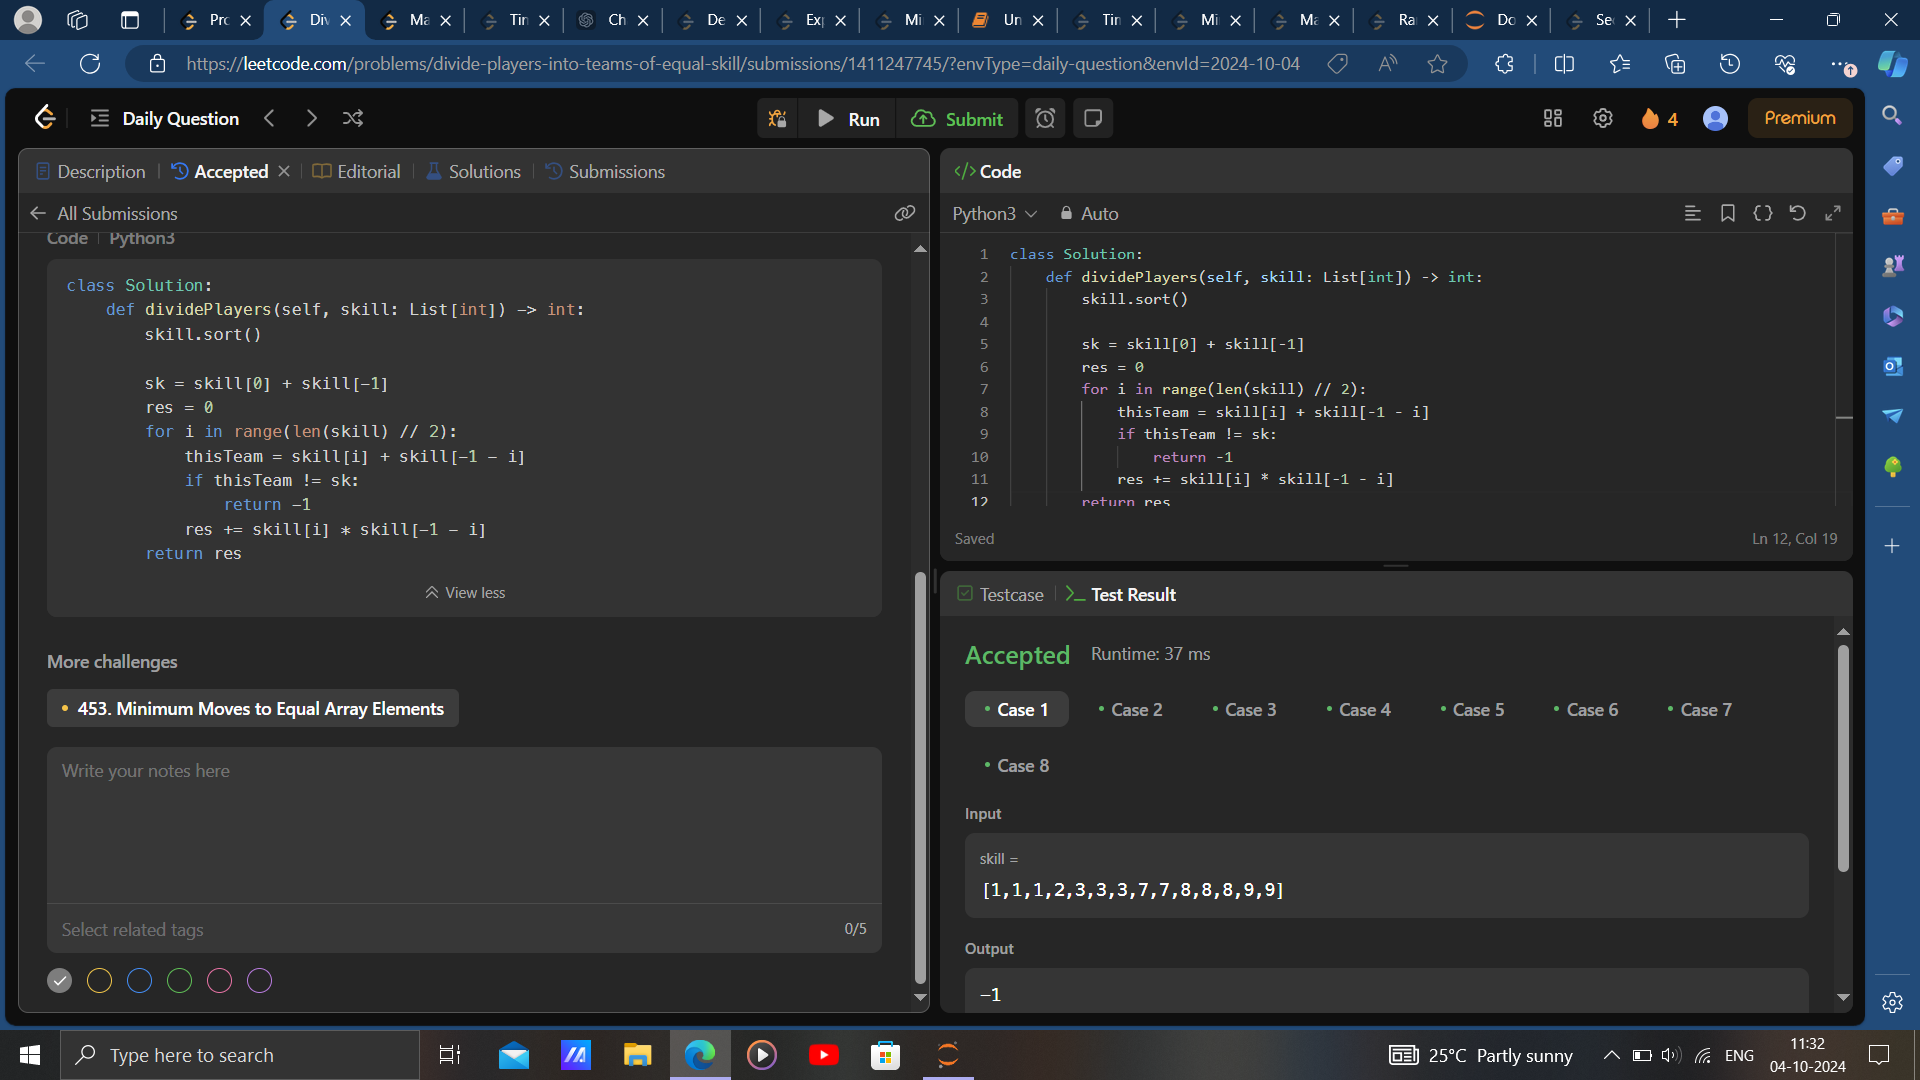 Pro
Div
Ma
Tin
Ch
De
Exp
Mi
Un
Tin
Mi
Ma
Ra
Do
Sec
https://leetcode.com/problems/divide-players-into-teams-of-equal-skill/submissions/1411247745/?envType=daily-question&envId=2024-10-04
Daily Question
Run
Submit
4
Premium
Description
Accepted
Editorial
Solutions
Submissions
All Submissions
Code | Python3
class Solution:
    def dividePlayers(self, skill: List[int]) -> int:
        skill.sort()
        sk = skill[0] + skill[-1]
        res = 0
        for i in range(len(skill) // 2):
            thisTeam = skill[i] + skill[-1 - i]
            if thisTeam != sk:
                return -1
            res += skill[i] * skill[-1 - i]
        return res
View less
More challenges
453. Minimum Moves to Equal Array Elements
Write your notes here
Select related tags
0/5
</> Code
Python3
Auto
1 class Solution:
2     def dividePlayers(self, skill: List[int]) -> int:
3         skill.sort()
4
5         sk = skill[0] + skill[-1]
6         res = 0
7         for i in range(len(skill) // 2):
8             thisTeam = skill[i] + skill[-1 - i]
9             if thisTeam != sk:
10                 return -1
11             res += skill[i] * skill[-1 - i]
12         return res
Saved
Ln 12, Col 19
Testcase
Test Result
Accepted
Runtime: 37 ms
Case 1
Case 2
Case 3
Case 4
Case 5
Case 6
Case 7
Case 8
Input
skill =
[1,1,1,2,3,3,3,7,7,8,8,8,9,9]
Output
-1
Type here to search
25°C Partly sunny
ENG
11:32
04-10-2024